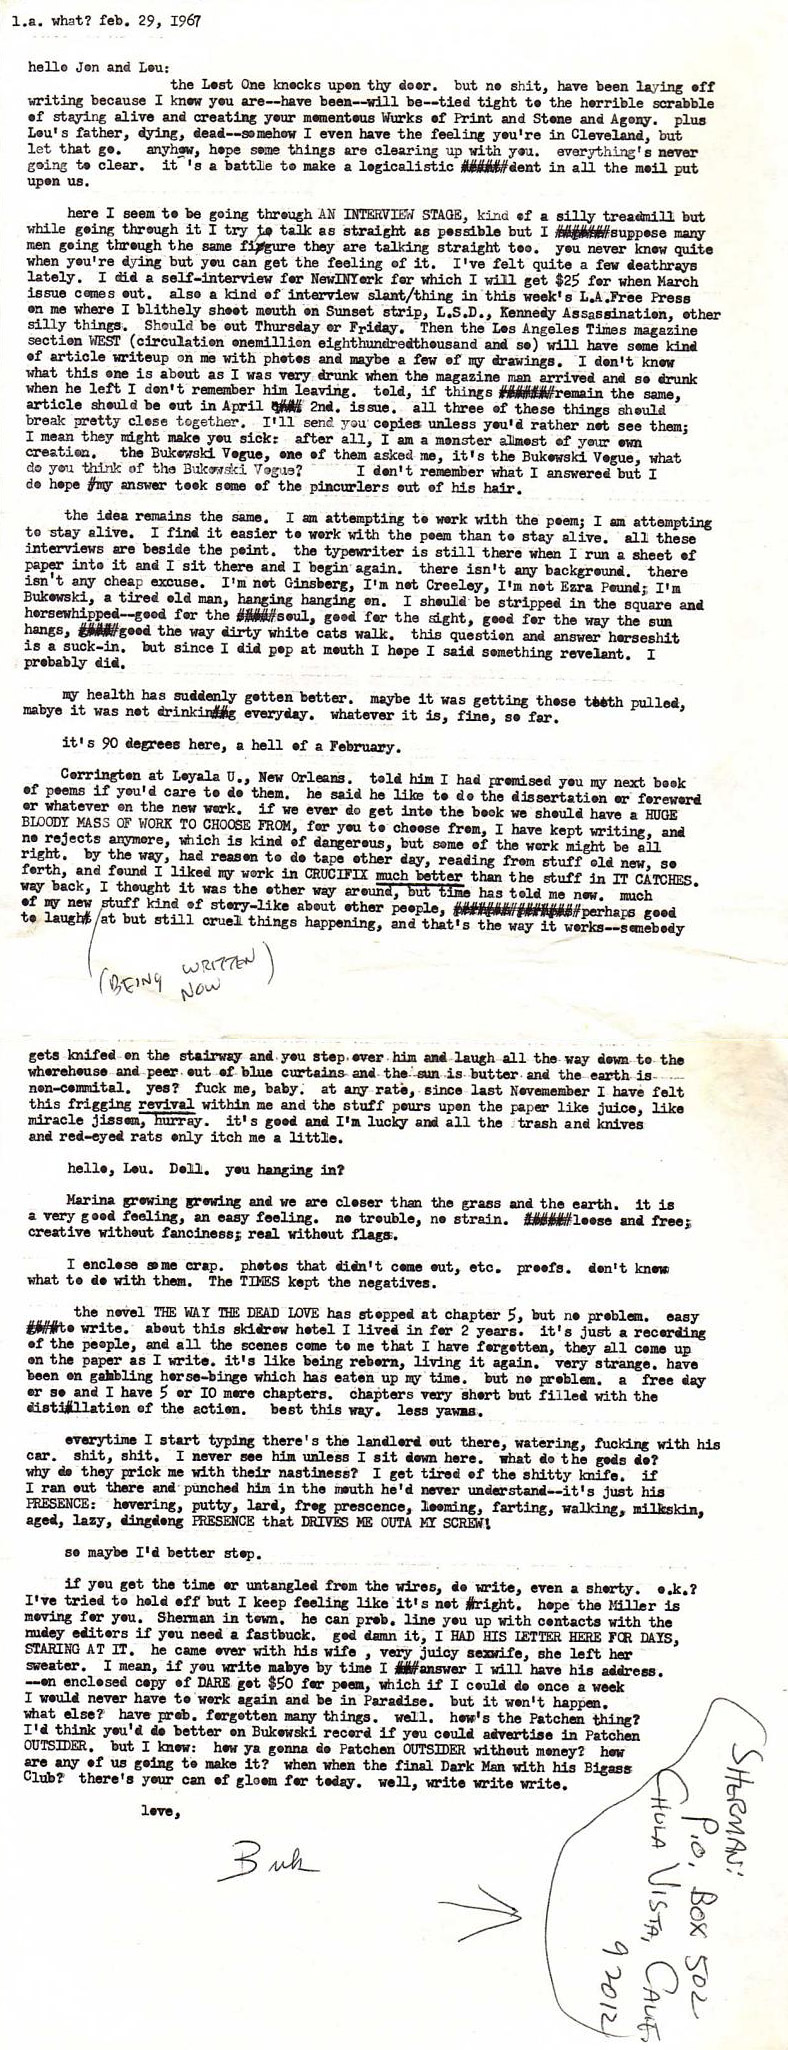 l.a. what? feb. 29, 1967
hello Jon and Lou:
the Lost One knocks upon thy door. but no shit, have been laying off
writing because I know you are--have been--will be--tied tight to the horrible scrabble
of staying alive and creating your momentous Wurks of Print and Stone and Agony. plus
Lou's father, dying, dead--somehow I even have the feeling you're in Cleveland, but
let that go. anyhow, hope some things are clearing up with you. everything's never
going to clear. it 's a battle to make a logicalistic dent in all the moil put
upon us.
here I seem to be going through AN INTERVIEW STAGE, kind of a silly treadmill but
while going through it I try to talk as straight as possible but I suppose many
men going through the same figure they are talking straight too. you never know quite
when you're dying but you can get the feeling of it. I've felt quite a few deathrays
lately. I did a self-interview for NewINYork for which I will get $25 for when March
issue comes out. also a kind of interview slant/thing in this week's L.A.Free Press
on me where I blithely shoot mouth on Sunset strip, L.S.D., Kennedy Assassination, other
silly things. Should be out Thursday or Friday. Then the Los Angeles Times magazine
section WEST (circulation onemillion eighthundredthousand and so) will have some kind
of article writeup on me with photos and maybe a few of my drawings. I don't know
what this one is about as I was very drunk when the magazine man arrived and so drunk
when he left I don't remember him leaving. told, if things remain the same,
article should be out in April 2nd. issue. all three of these things should
break pretty close together. I'll send you copies unless you'd rather not see them;
I mean they might make you sick: after all, I am a monster almost of your own
creation. the Bukowski Vogue, one of them asked me, it's the Bukowski Vogue, what
do you think of the Bukowski Vogue? I don't remember what I answered but I
do hope my answer took some of the pincurlers out of his hair.
the idea remains the same. I am attempting to work with the poem; I am attempting
to stay alive. I find it easier to work with the poem than to stay alive. all these
interviews are beside the point. the typewriter is still there when I run a sheet of
paper into it and I sit there and I begin again. there isn't any background. there
isn't any cheap excuse. I'm not Ginsberg, I'm not Creeley, I'm not Ezra Pound; I'm
Bukowski, a tired old man, hanging hanging on. I should be stripped in the square and
horsewhipped--good for the soul, good for the sight, good for the way the sun
hangs, good the way dirty white cats walk. this question and answer horseshit
is a suck-in. but since I did pop at mouth I hope I said something revelant. I
probably did.
my health has suddenly gotten better. maybe it was getting those teeth pulled,
mabye it was not drinking everyday. whatever it is, fine, so far.
it's 90 degrees here, a hell of a February.
Corrington at Loyala U., New Orleans. told him I had promised you my next book
of poems if you'd care to do them. he said he like to do the dissertation or foreword
or whatever on the new work. if we ever do get into the book we should have a HUGE
BLOODY MASS OF WORK TO CHOOSE FROM, for you to choose from, I have kept writing, and
no rejects anymore, which is kind of dangerous, but some of the work might be all
right. by the way, had reason to do tape other day, reading from stuff old new, so
forth, and found I liked my work in CRUCIFIX much better than the stuff in IT CATCHES.
way back, I thought it was the other way around, but time has told me now. much
of my new stuff kind of story-like about other people, perhaps good
to laugh at but still cruel things happening, and that's the way it works--somebody
(BEING WRITTEN
NOW)
gets knifed on the stairway and you step over him and laugh all the way down to the
wherehouse and peer out of blue curtains and the sun is butter and the earth is
non-commital. yes? fuck me, baby. at any rate, since last November I have felt
this frigging revival within me and the stuff pours upon the paper like juice, like
miracle jissom, hurray. it's good and I'm lucky and all the trash and knives
and red-eyed rats only itch me a little.
hello, Lou. Doll. you hanging in?
Marina growing growing and we are closer than the grass and the earth. it is
a very good feeling, an easy feeling. no trouble, no strain. loose and free;
creative without fanciness; real without flags.
I enclose some crap. photos that didn't come out, etc. proofs. don't know
what to do with them. The TIMES kept the negatives.
the novel THE WAY THE DEAD LOVE has stopped at chapter 5, but no problem. easy
to write. about this skidrow hotel I lived in for 2 years. it's just a recording
of the people, and all the scenes come to me that I have forgotten, they all come up
on the paper as I write. it's like being reborn, living it again. very strange. have
been on gambling horse-binge which has eaten up my time. but no problem. a free day
or so and I have 5 or IO more chapters. chapters very short but filled with the
distillation of the action. best this way. less yawns.
everytime I start typing there's the landlord out there, watering, fucking with his
car. shit, shit. I never see him unless I sit down here. what do the gods do?
why do they prick me with their nastiness? I get tired of the shitty knife. if
I ran out there and punched him in the mouth he'd never understand--it's just his
PRESENCE: hovering, putty, lard, frog prescence, looming, farting, walking, milkskin,
aged, lazy, dingdong PRESENCE that DRIVES ME OUTA MY SCREW!
so maybe I'd better stop.
if you get the time or untangled from the wires, do write, even a shorty. o.k.?
I've tried to hold off but I keep feeling like it's not right. hope the Miller is
moving for you. Sherman in town. he can prob. line you up with contacts with the
nudey editors if you need a fastbuck. god damn it, I HAD HIS LETTER HERE FOR DAYS,
STARING AT IT. he came over with his wife , very juicy sexwife, she left her
sweater. I mean, if you write mabye by time I answer I will have his address.
--on enclosed copy of DARE got $50 for poem, which if I could do once a week
I would never have to work again and be in Paradise. but it won't happen.
what else? have prob. forgotten many things. well. how's the Patchen thing?
I'd think you'd do better on Bukowski record if you could advertise in Patchen
OUTSIDER. but I know: how ya gonna do Patchen OUTSIDER without money? how
are any of us going to make it? when when the final Dark Man with his Bigass
Club? there's your can of gloom for today. well, write write write.
love,
Buk
SHERMAN:
P.O. BOX 502
CHULA VISTA, CALIF.
92012